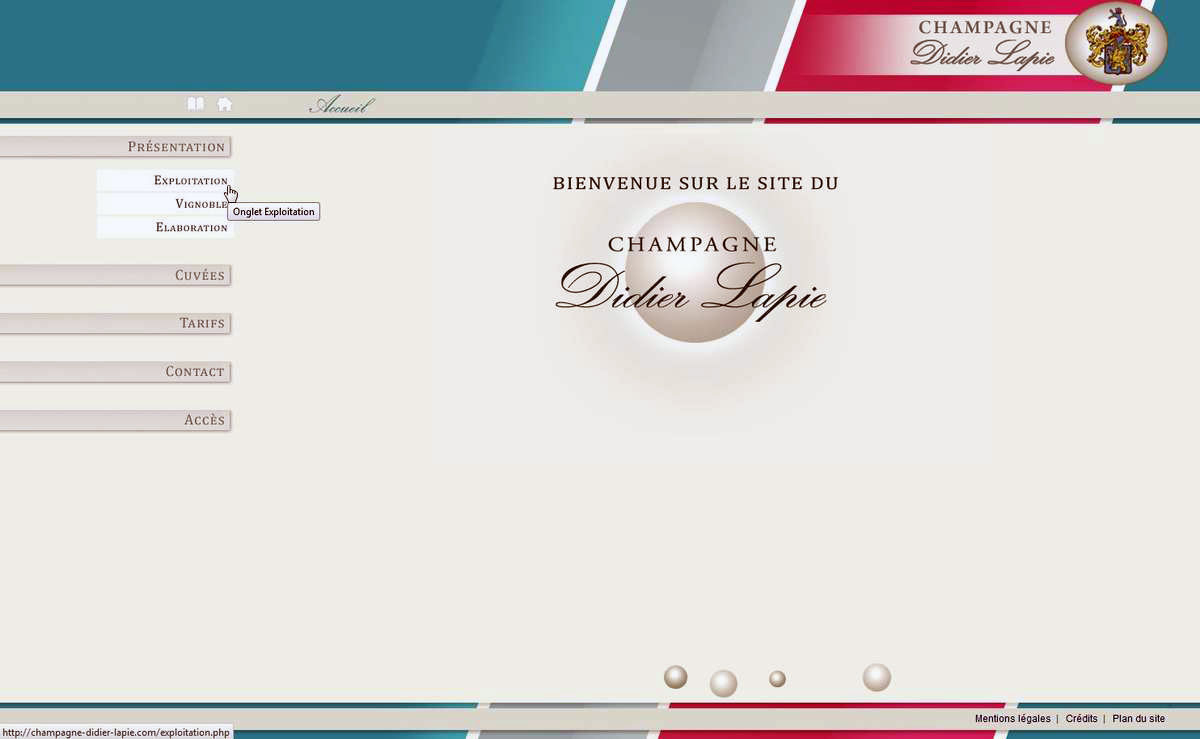 CHAMPAGNE
Didier Lapie
Accueil
PRÉSENTATION
EXPLOITATION
VIGNOBLE
Onglet Exploitation
ELABORATION
CUVÉES
TARIFS
CONTACT
ACCÈS
BIENVENUE SUR LE SITE DU
CHAMPAGNE
Didier Lapie
Mentions légales | Crédits | Plan du site
http://champagne-didier-lapie.com/exploitation.php